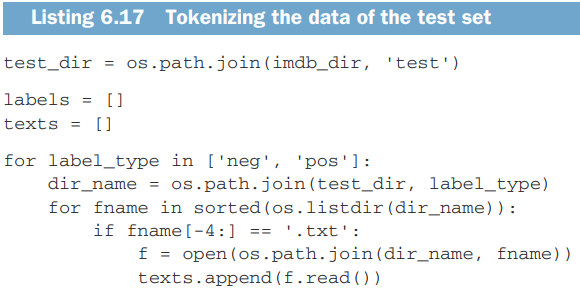 Listing 6.17 Tokenizing the data of the test set
test_dir = os.path.join(imdb_dir, 'test')
labels = []
texts = []
for label_type in ['neg', 'pos']:
    dir_name = os.path.join(test_dir, label_type)
    for fname in sorted(os.listdir(dir_name)):
        if fname[-4:] == '.txt':
            f = open(os.path.join(dir_name, fname))
            texts.append(f.read())